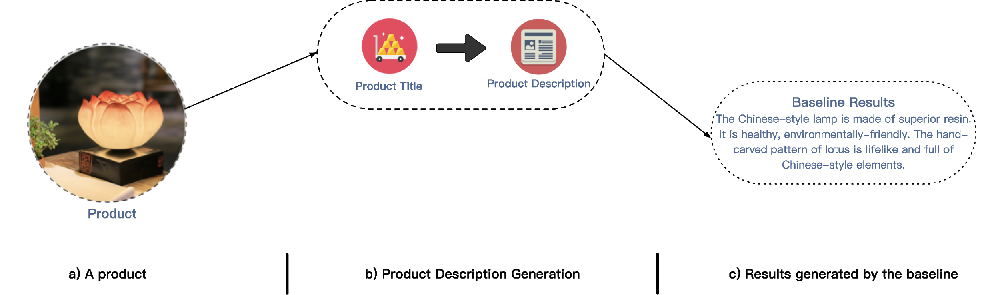 Product Title
Product Description
Baseline Results
The Chinese-style lamp is made of superior resin.
It is healthy, environmentally-friendly. The hand-
carved pattern of lotus is lifelike and full of
Chinese-style elements.
Product
a) A product
b) Product Description Generation
c) Results generated by the baseline